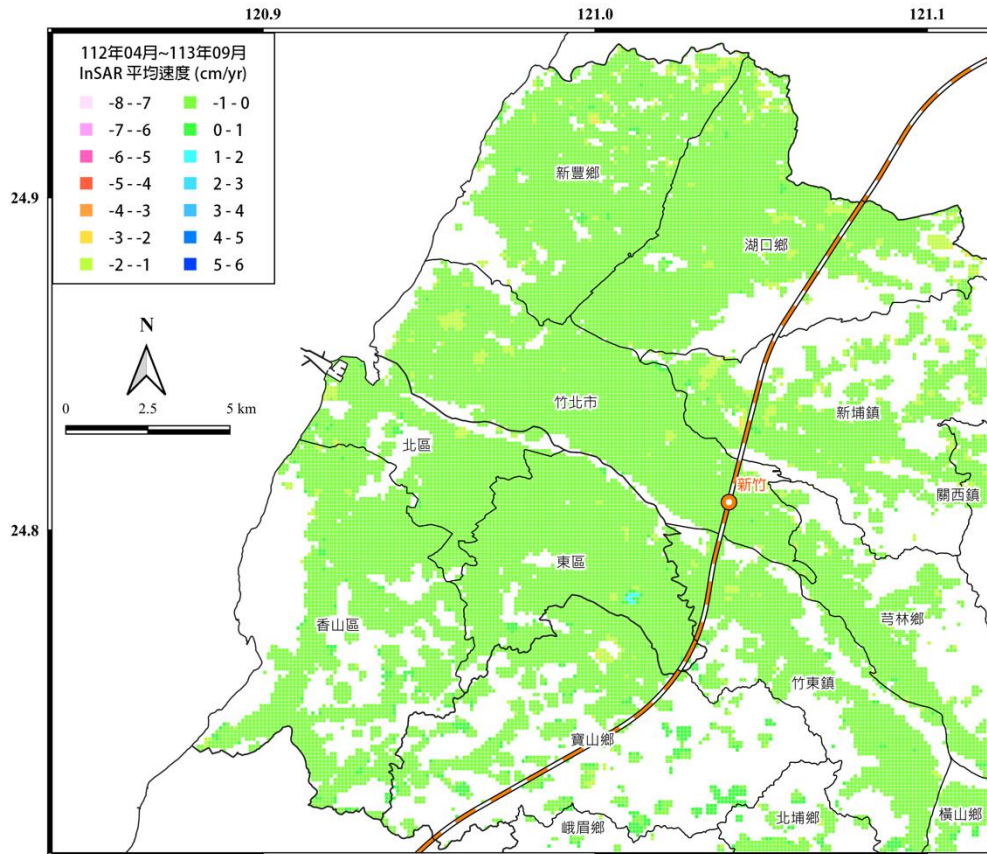 120.9
121.0
121.1
112年04月~113年09月
InSAR 平均速度 (cm/yr)
-8 - -7
-1 - 0
-7 - -6
0 - 1
-6 - -5
1 - 2
-5 - -4
2 - 3
-4 - -3
3 - 4
-3 - -2
4 - 5
-2 - -1
5 - 6
24.9
24.8
N
0
2.5
5 km
新豐鄉
湖口鄉
竹北市
新埔鎮
北區
新竹
關西鎮
東區
香山區
芎林鄉
竹東鎮
寶山鄉
峨眉鄉
北埔鄉
橫山鄉